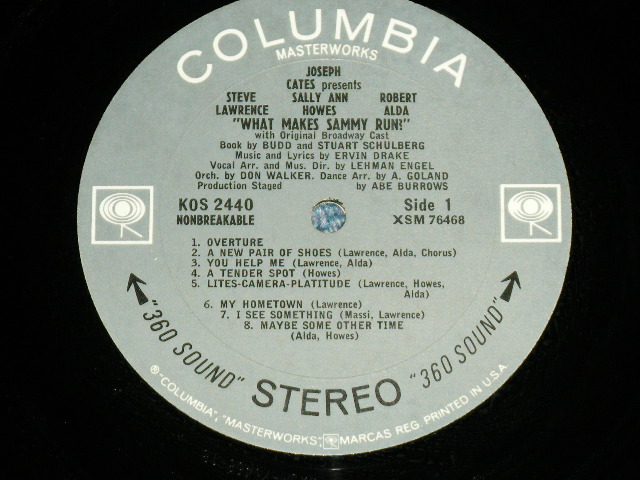 COLUMBIA
MASTERWORKS
JOSEPH
CATES presents
STEVE SALLY ANN ROBERT
LAWRENCE HOWES ALDA
"WHAT MAKES SAMMY RUN?"
with Original Broadway Cast
Book by BUDD and STUART SCHULBERG
Music and Lyrics by ERVIN DRAKE
Vocal Arr. and Mus. Dir. by LEHMAN ENGEL
Orch. by DON WALKER. Dance Arr. by A. GOLAND
Production Staged by ABE BURROWS
KOS 2440 Side 1
NONBREAKABLE XSM 76468
1. OVERTURE
2. A NEW PAIR OF SHOES (Lawrence, Alda, Chorus)
3. YOU HELP ME (Lawrence, Alda)
4. A TENDER SPOT (Howes)
5. LITES-CAMERA-PLATITUDE (Lawrence, Howes,
Alda)
6. MY HOMETOWN (Lawrence)
7. I SEE SOMETHING (Massi, Lawrence)
8. MAYBE SOME OTHER TIME
(Alda, Howes)
"360 SOUND" STEREO "360 SOUND"
® "COLUMBIA", "MASTERWORKS", MARCAS REG. PRINTED IN U.S.A.